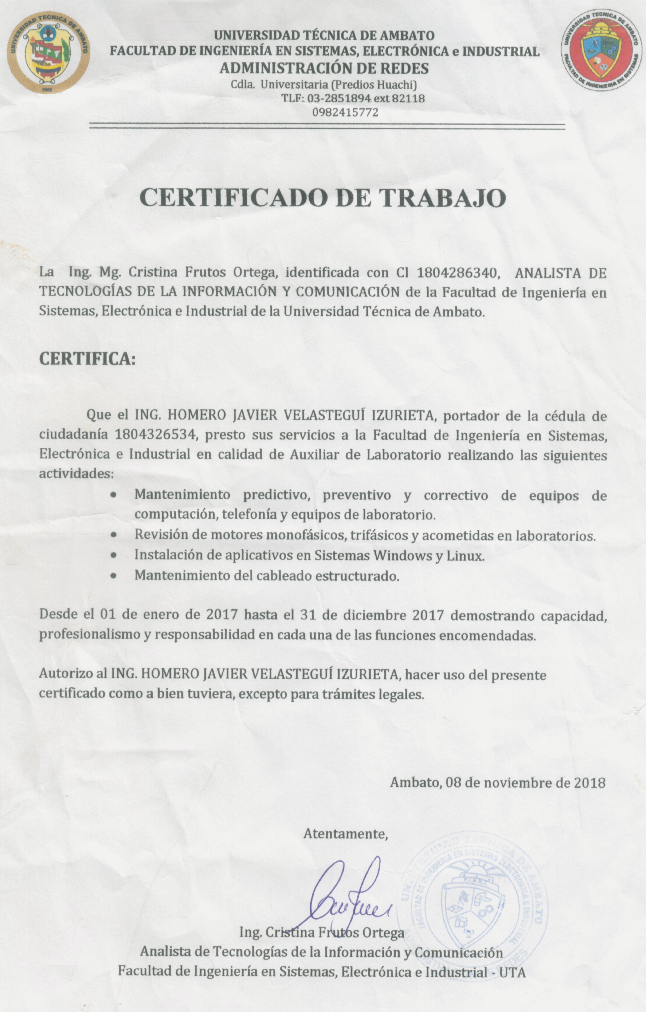 UNIVERSIDAD TÉCNICA DE AMBATO
FACULTAD DE INGENIERÍA EN SISTEMAS, ELECTRÓNICA e INDUSTRIAL
ADMINISTRACIÓN DE REDES
Cdla. Universitaria (Predios Huachi)
TLF: 03-2851894 ext 82118
0982415772
CERTIFICADO DE TRABAJO
La Ing. Mg. Cristina Frutos Ortega, identificada con CI 1804286340, ANALISTA DE
TECNOLOGÍAS DE LA INFORMACIÓN Y COMUNICACIÓN de la Facultad de Ingeniería en
Sistemas, Electrónica e Industrial de la Universidad Técnica de Ambato.
CERTIFICA:
Que el ING. HOMERO JAVIER VELASTEGUÍ IZURIETA, portador de la cédula de
ciudadanía 1804326534, presto sus servicios a la Facultad de Ingeniería en Sistemas,
Electrónica e Industrial en calidad de Auxiliar de Laboratorio realizando las siguientes
actividades:
• Mantenimiento predictivo, preventivo y correctivo de equipos de
computación, telefonía y equipos de laboratorio.
• Revisión de motores monofásicos, trifásicos y acometidas en laboratorios.
• Instalación de aplicativos en Sistemas Windows y Linux.
• Mantenimiento del cableado estructurado.
Desde el 01 de enero de 2017 hasta el 31 de diciembre 2017 demostrando capacidad,
profesionalismo y responsabilidad en cada una de las funciones encomendadas.
Autorizo al ING. HOMERO JAVIER VELASTEGUÍ IZURIETA, hacer uso del presente
certificado como a bien tuviera, excepto para trámites legales.
Ambato, 08 de noviembre de 2018
Atentamente,
Ing. Cristina Frutos Ortega
Analista de Tecnologías de la Información y Comunicación
Facultad de Ingeniería en Sistemas, Electrónica e Industrial - UTA